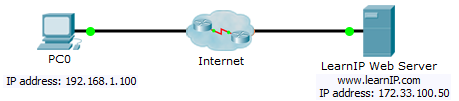 PC0
IP address: 192.168.1.100
Internet
LearnIP Web Server
www.learnIP.com
IP address: 172.33.100.50